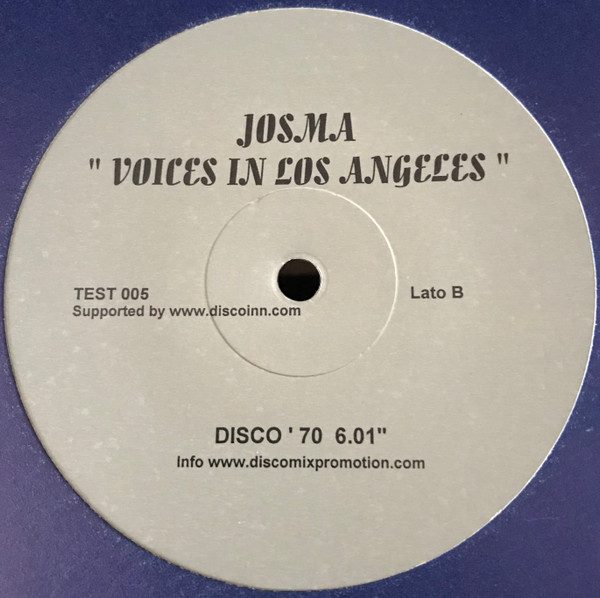 JOSMA
" VOICES IN LOS ANGELES "
TEST 005
Supported by www.discoinn.com
Lato B
DISCO ' 70 6.01"
Info www.discomixpromotion.com